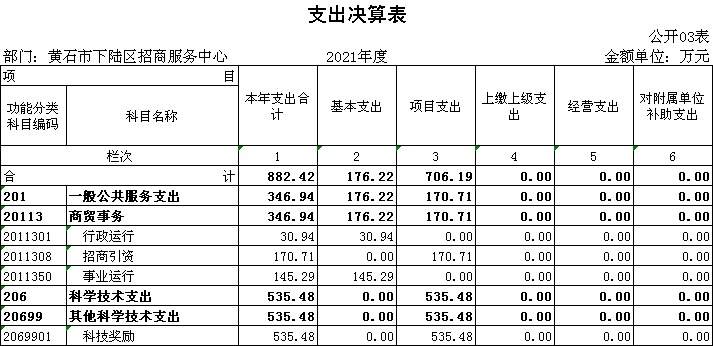 支出决算表
公开03表
部门：黄石市下陆区招商服务中心 2021年度 金额单位：万元
项 目 本年支出合计 基本支出 项目支出 上缴上级支出 经营支出 对附属单位补助支出
功能分类科目编码 科目名称
栏次 1 2 3 4 5 6
合 计 882.42 176.22 706.19 0.00 0.00 0.00
201 一般公共服务支出 346.94 176.22 170.71 0.00 0.00 0.00
20113 商贸事务 346.94 176.22 170.71 0.00 0.00 0.00
2011301 行政运行 30.94 30.94 0.00 0.00 0.00 0.00
2011308 招商引资 170.71 0.00 170.71 0.00 0.00 0.00
2011350 事业运行 145.29 145.29 0.00 0.00 0.00 0.00
206 科学技术支出 535.48 0.00 535.48 0.00 0.00 0.00
20699 其他科学技术支出 535.48 0.00 535.48 0.00 0.00 0.00
2069901 科技奖励 535.48 0.00 535.48 0.00 0.00 0.00